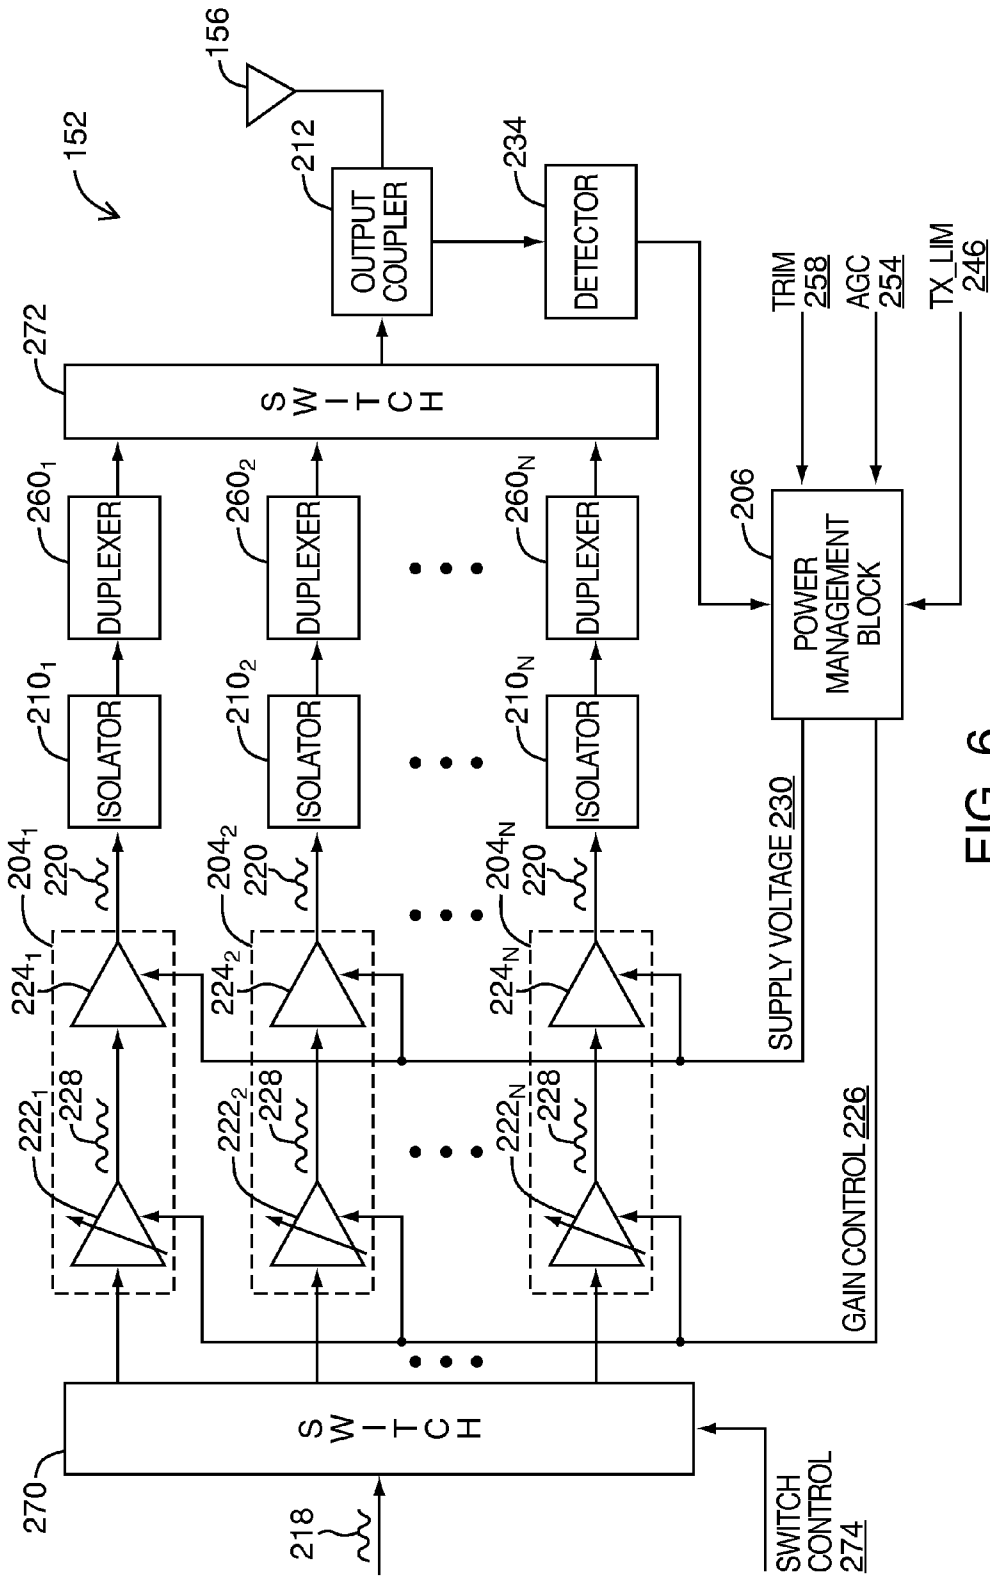 152
156
272
212
234
OUTPUT
COUPLER
DETECTOR
SWITCH
204₁
224₁
222₁
228
220
210₁
ISOLATOR
260₁
DUPLEXER
204₂
224₂
222₂
228
220
210₂
ISOLATOR
260₂
DUPLEXER
204N
224N
222N
228
220
210N
ISOLATOR
260N
DUPLEXER
270
SWITCH
218
SWITCH
CONTROL
274
GAIN CONTROL 226
SUPPLY VOLTAGE 230
206
POWER
MANAGEMENT
BLOCK
TRIM
258
AGC
254
TX_LIM
246
FIG. 6